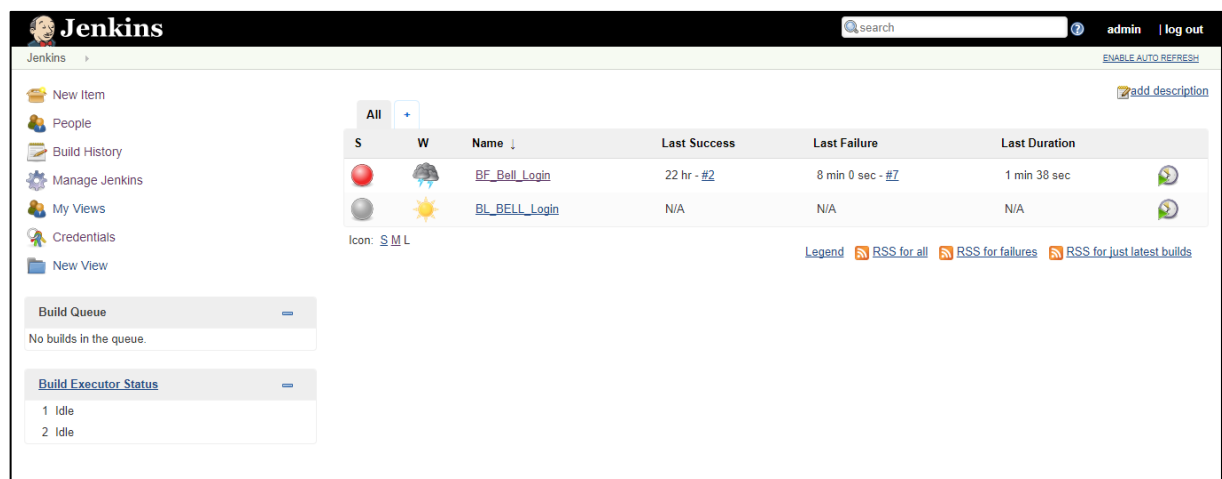 Jenkins
search
? admin | log out
Jenkins
ENABLE AUTO REFRESH
New Item
People
Build History
Manage Jenkins
My Views
Credentials
New View
Build Queue
No builds in the queue.
Build Executor Status
1 Idle
2 Idle
add description
All +
S W Name ↓ Last Success Last Failure Last Duration
BF_Bell_Login 22 hr - #2 8 min 0 sec - #7 1 min 38 sec
BL_BELL_Login N/A N/A N/A
Icon: S M L
Legend RSS for all RSS for failures RSS for just latest builds